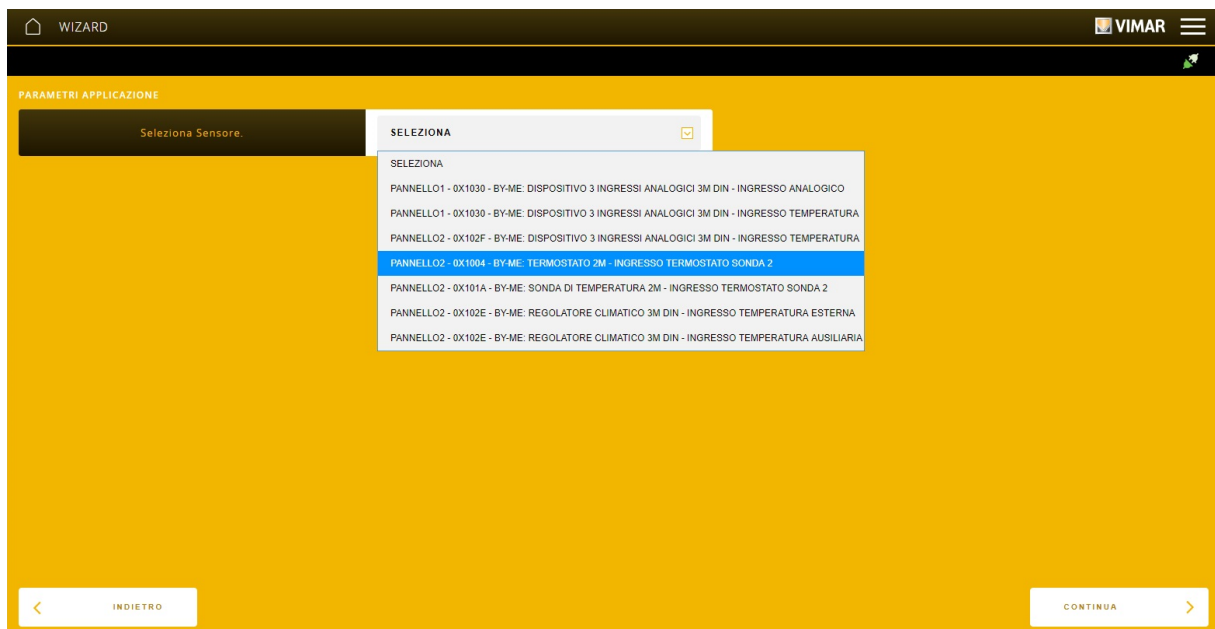 WIZARD
VIMAR
PARAMETRI APPLICAZIONE
Seleziona Sensore.
SELEZIONA
SELEZIONA
PANNELLO1 - 0X1030 - BY-ME: DISPOSITIVO 3 INGRESSI ANALOGICI 3M DIN - INGRESSO ANALOGICO
PANNELLO1 - 0X1030 - BY-ME: DISPOSITIVO 3 INGRESSI ANALOGICI 3M DIN - INGRESSO TEMPERATURA
PANNELLO2 - 0X102F - BY-ME: DISPOSITIVO 3 INGRESSI ANALOGICI 3M DIN - INGRESSO TEMPERATURA
PANNELLO2 - 0X1004 - BY-ME: TERMOSTATO 2M - INGRESSO TERMOSTATO SONDA 2
PANNELLO2 - 0X101A - BY-ME: SONDA DI TEMPERATURA 2M - INGRESSO TERMOSTATO SONDA 2
PANNELLO2 - 0X102E - BY-ME: REGOLATORE CLIMATICO 3M DIN - INGRESSO TEMPERATURA ESTERNA
PANNELLO2 - 0X102E - BY-ME: REGOLATORE CLIMATICO 3M DIN - INGRESSO TEMPERATURA AUSILIARIA
INDIETRO
CONTINUA